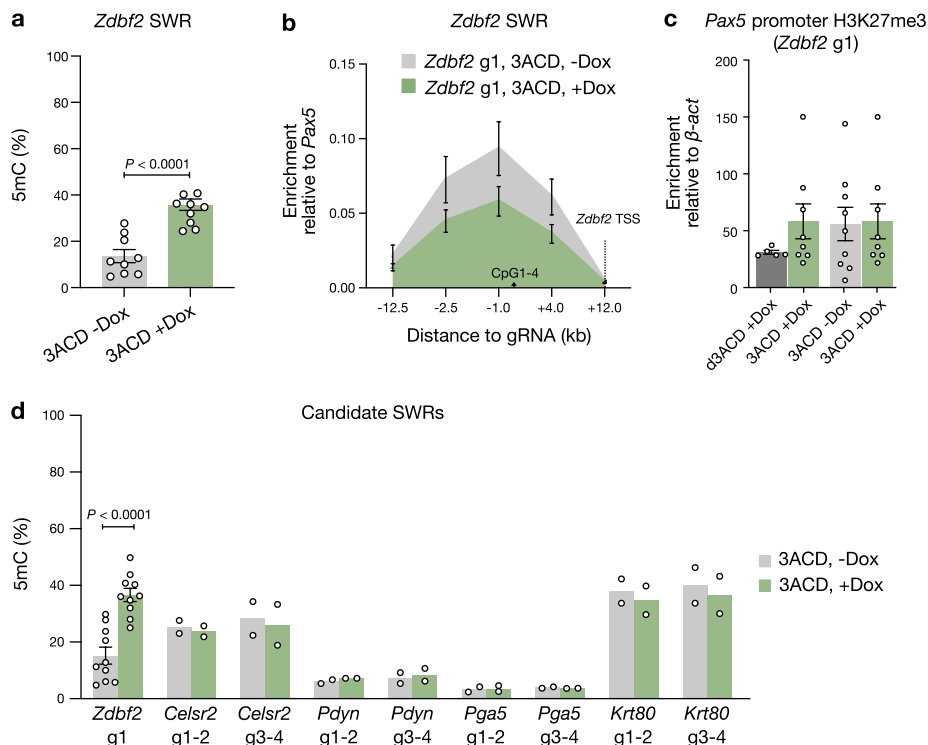 a
Zdbf2 SWR
5mC (%)
100
80
60
40
20
0
P < 0.0001
3ACD -Dox
3ACD +Dox
b
Zdbf2 SWR
Zdbf2 g1, 3ACD, -Dox
Zdbf2 g1, 3ACD, +Dox
Enrichment
relative to Pax5
0.15
0.10
0.05
0.00
Zdbf2 TSS
CpG1-4
-12.5
-2.5
-1.0
+4.0
+12.0
Distance to gRNA (kb)
c
Pax5 promoter H3K27me3
(Zdbf2 g1)
Enrichment
relative to β-act
200
150
100
50
0
d3ACD +Dox
3ACD +Dox
3ACD -Dox
3ACD +Dox
d
Candidate SWRs
5mC (%)
100
80
60
40
20
0
P < 0.0001
3ACD, -Dox
3ACD, +Dox
Zdbf2 Celsr2 Celsr2 Pdyn Pdyn Pga5 Pga5 Krt80 Krt80
g1 g1-2 g3-4 g1-2 g3-4 g1-2 g3-4 g1-2 g3-4